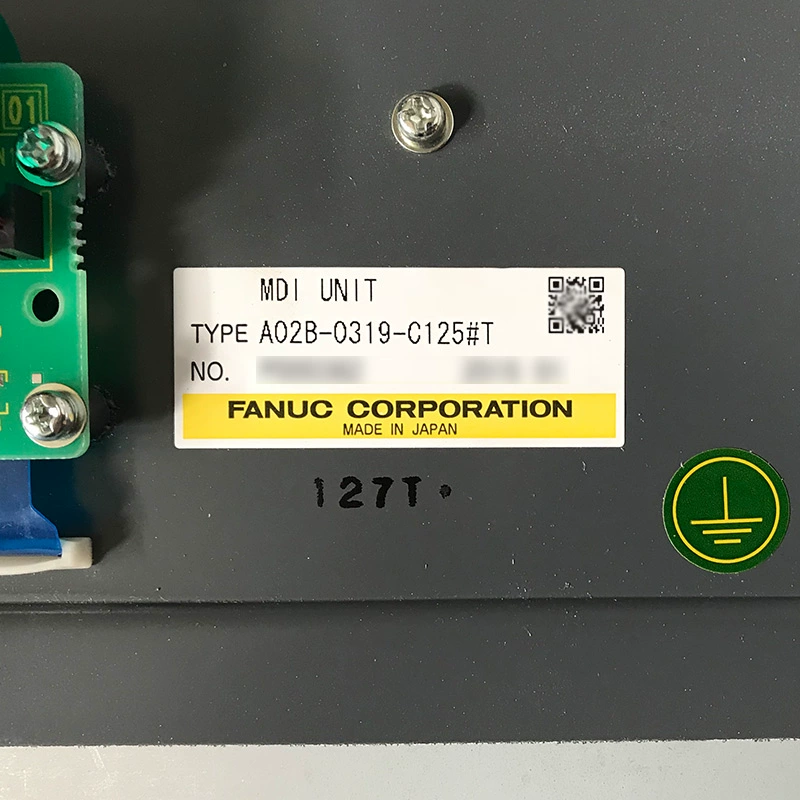 01
MDI UNIT
TYPE A02B-0319-C125#T
NO.
FANUC CORPORATION
MADE IN JAPAN
127T.